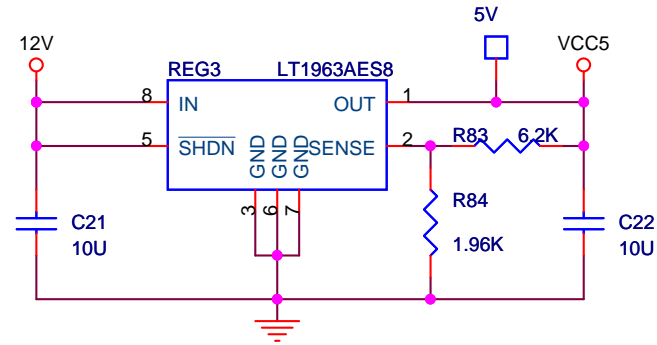 5V
12V
VCC5
REG3 LT1963AES8
8 IN OUT 1
5 SHDN GND GND GND SENSE 2
R83 6.2K
3 6 7
R84
1.96K
C21
10U
C22
10U